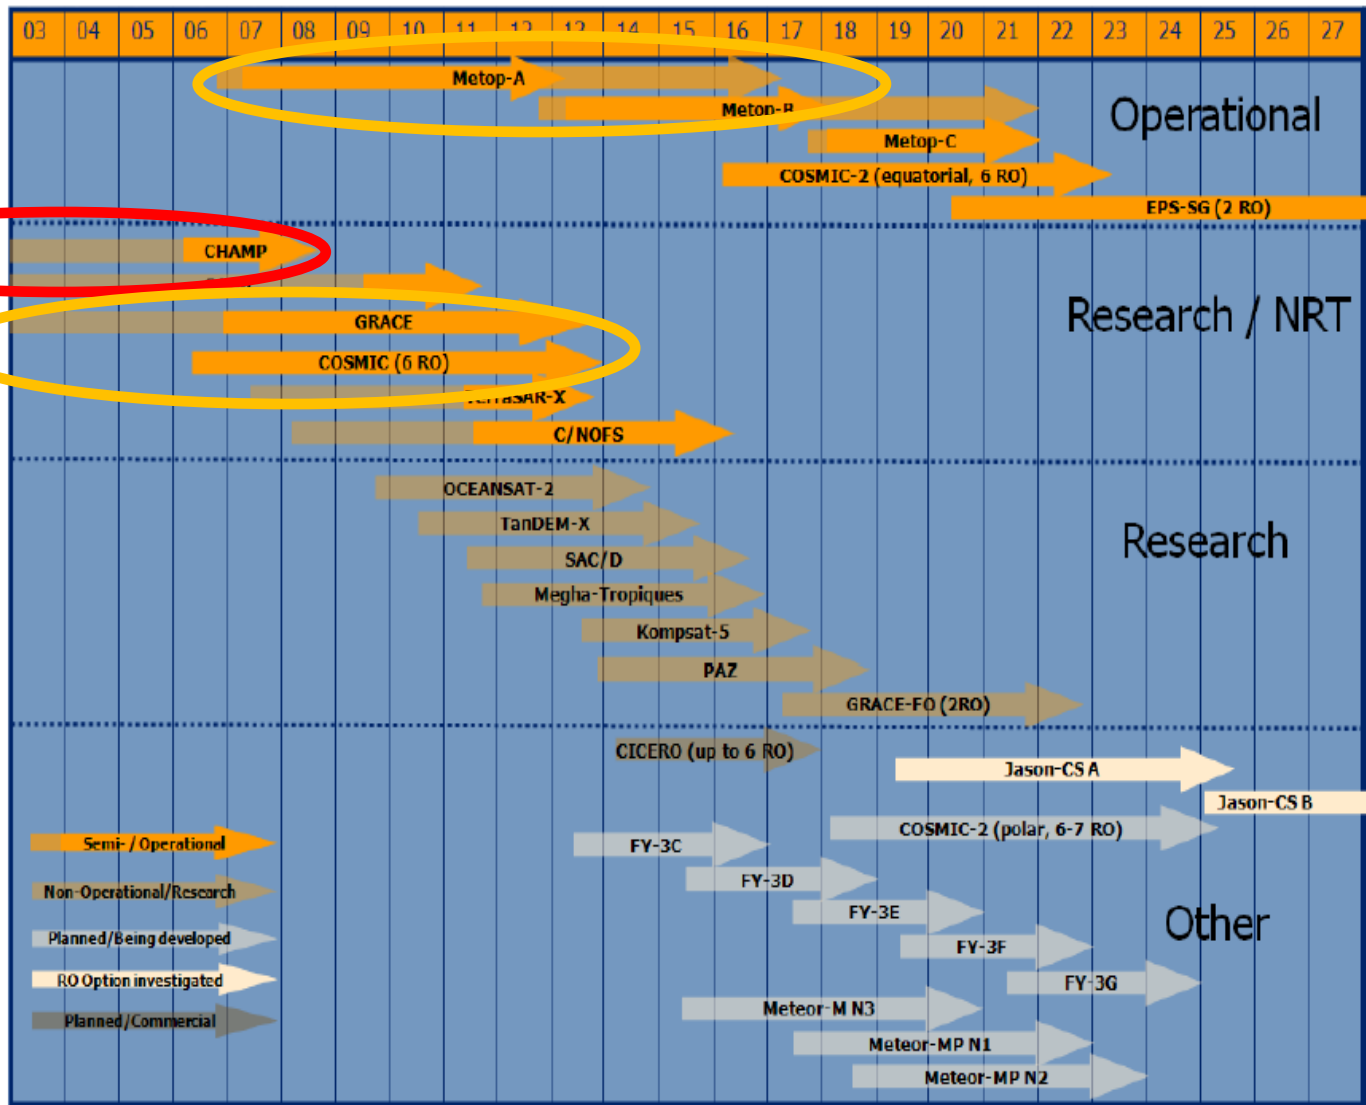 03 04 05 06 07 08 09 10 11 12 13 14 15 16 17 18 19 20 21 22 23 24 25 26 27
Metop-A
Metop-B
Operational
Metop-C
COSMIC-2 (equatorial, 6 RO)
EPS-SG (2 RO)
CHAMP
Research / NRT
GRACE
COSMIC (6 RO)
TerraSAR-X
C/NOFS
OCEANSAT-2
TanDEM-X
Research
SAC/D
Megha-Tropiques
Kompsat-5
PAZ
GRACE-FO (2RO)
CICERO (up to 6 RO)
Jason-CS A
Jason-CS B
COSMIC-2 (polar, 6-7 RO)
Semi- / Operational
FY-3C
FY-3D
Non-Operational/Research
FY-3E
Other
Planned/Being developed
FY-3F
RO Option investigated
FY-3G
Meteor-M N3
Planned/Commercial
Meteor-MP N1
Meteor-MP N2